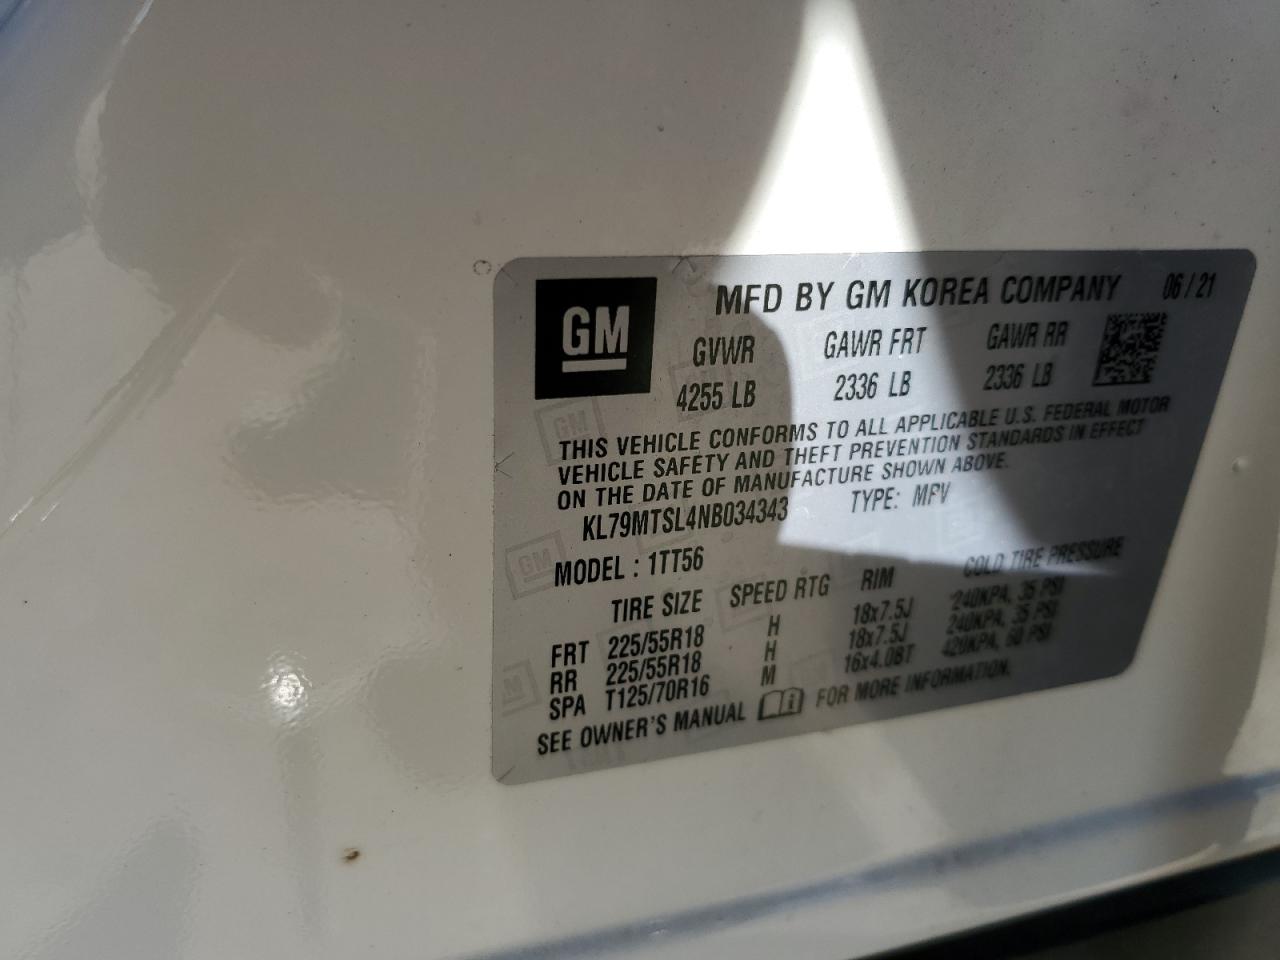 GM
MFD BY GM KOREA COMPANY 06/21
GVWR GAWR FRT GAWR RR
4255 LB 2336 LB 2336 LB
THIS VEHICLE CONFORMS TO ALL APPLICABLE U.S. FEDERAL MOTOR
VEHICLE SAFETY AND THEFT PREVENTION STANDARDS IN EFFECT
ON THE DATE OF MANUFACTURE SHOWN ABOVE.
KL79MTSL4NB034343 TYPE: MPV
MODEL : 1TT56
TIRE SIZE SPEED RTG RIM COLD TIRE PRESSURE
FRT 225/55R18 H 18x7.5J 240KPA, 35 PSI
RR 225/55R18 H 18x7.5J 240KPA, 35 PSI
SPA T125/70R16 M 16x4.0BT 420KPA, 60 PSI
SEE OWNER'S MANUAL FOR MORE INFORMATION.